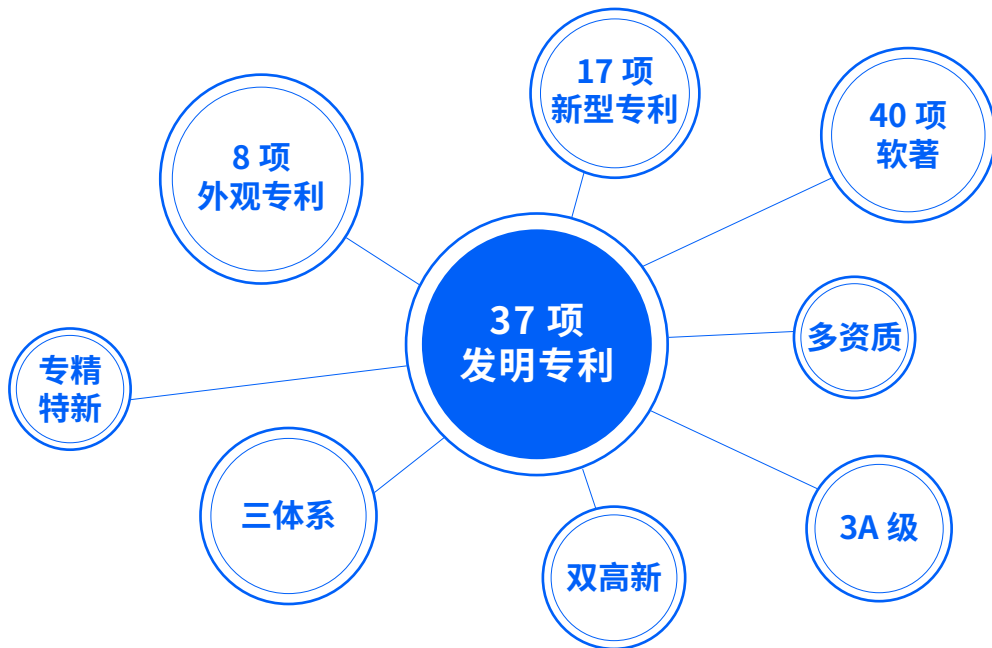 17 项
新型专利
40 项
软著
8 项
外观专利
37 项
发明专利
多资质
专精
特新
三体系
3A 级
双高新